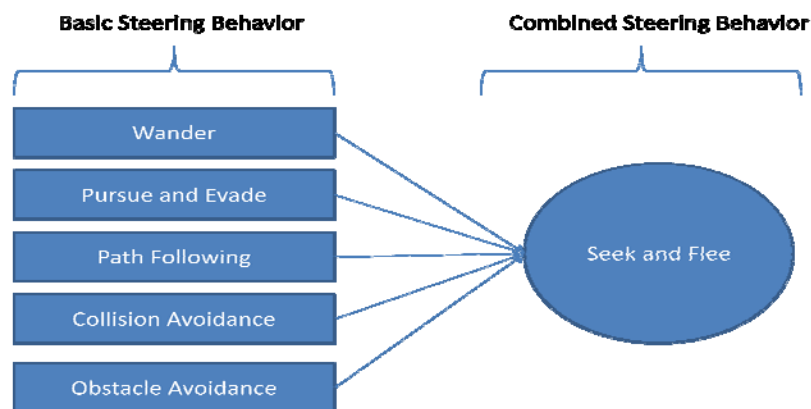 Basic Steering Behavior
Combined Steering Behavior
Wander
Pursue and Evade
Path Following
Collision Avoidance
Obstacle Avoidance
Seek and Flee